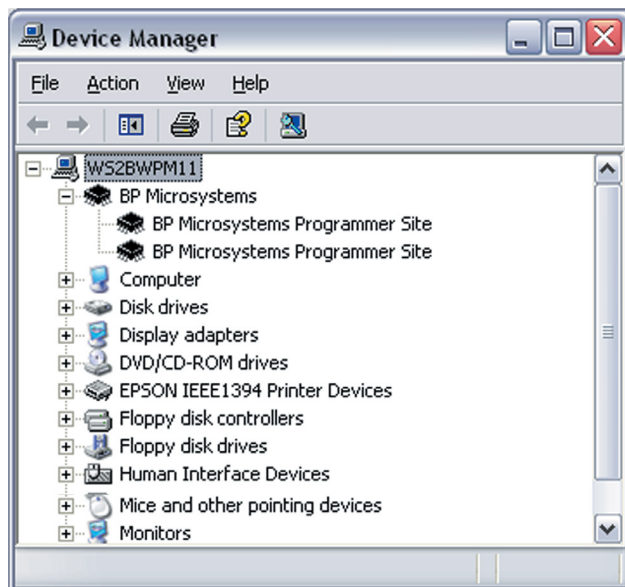 Device Manager
File Action View Help
WS2BWPM11
BP Microsystems
BP Microsystems Programmer Site
BP Microsystems Programmer Site
Computer
Disk drives
Display adapters
DVD/CD-ROM drives
EPSON IEEE1394 Printer Devices
Floppy disk controllers
Floppy disk drives
Human Interface Devices
Mice and other pointing devices
Monitors